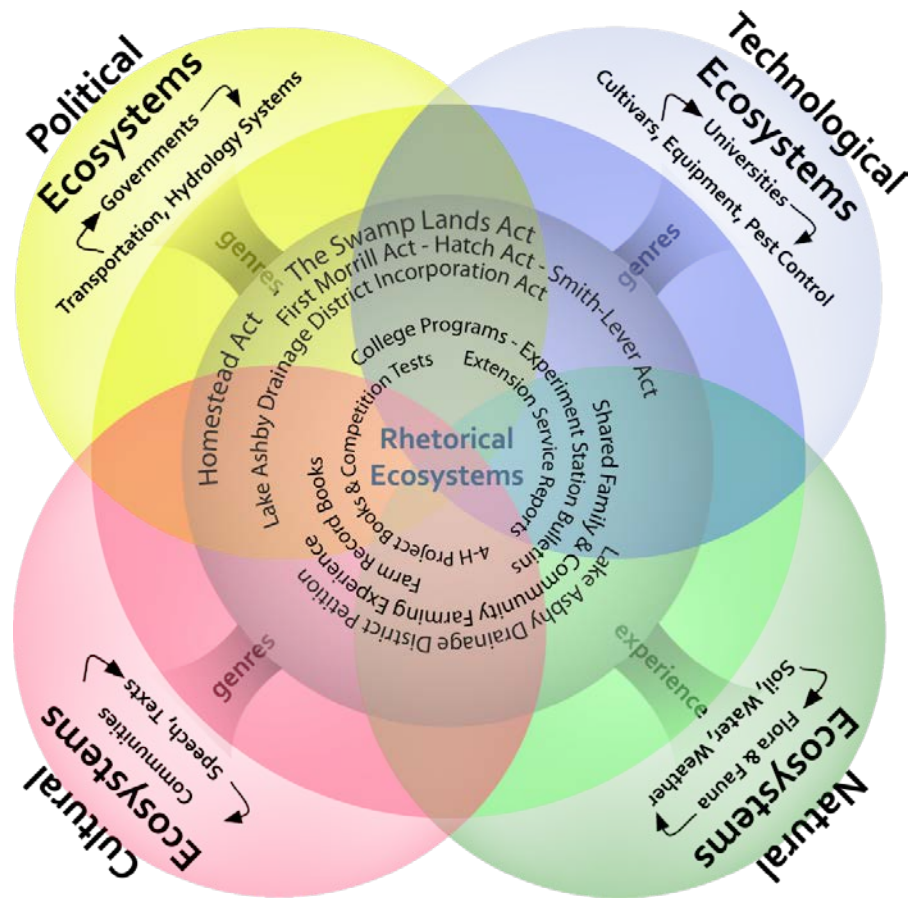 Political
Ecosystems
Governments
Transportation, Hydrology Systems
genres
Technological
Ecosystems
Universities
Cultivars, Equipment, Pest Control
genres
Homestead Act - The Swamp Lands Act
First Morrill Act - Hatch Act - Smith-Lever Act
Lake Ashby Drainage District Incorporation Act
College Programs - Experiment Station Bulletins
4-H Project Books & Competition Tests
Extension Service Reports
Rhetorical
Ecosystems
Shared Family & Community Farming Experience
Farm Record Books
Lake Asbhy Drainage District Petition
genres
Speech, Texts
Communities
Ecosystems
Cultural
experience
Soil, Water, Weather
Flora & Fauna
Ecosystems
Natural